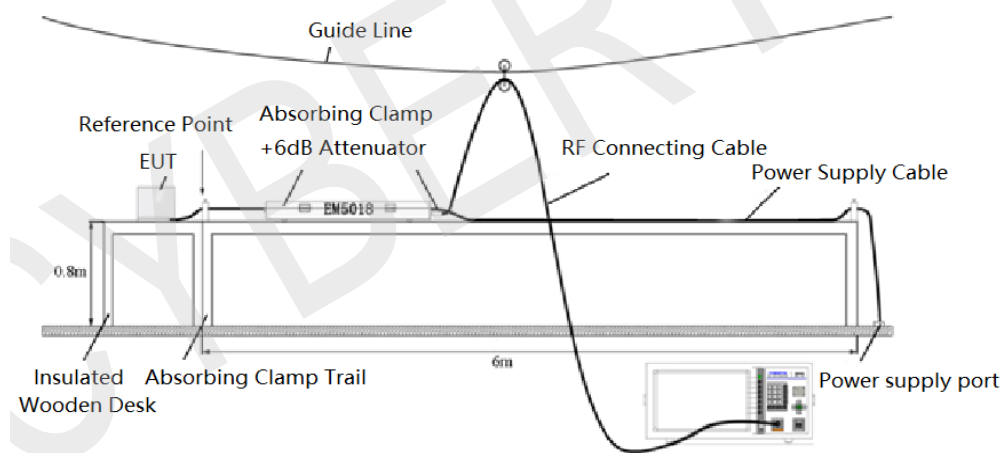 Guide Line
Absorbing Clamp
+6dB Attenuator
Reference Point
EUT
RF Connecting Cable
Power Supply Cable
EM5018
0.8m
6m
Insulated
Wooden Desk
Absorbing Clamp Trail
Power supply port